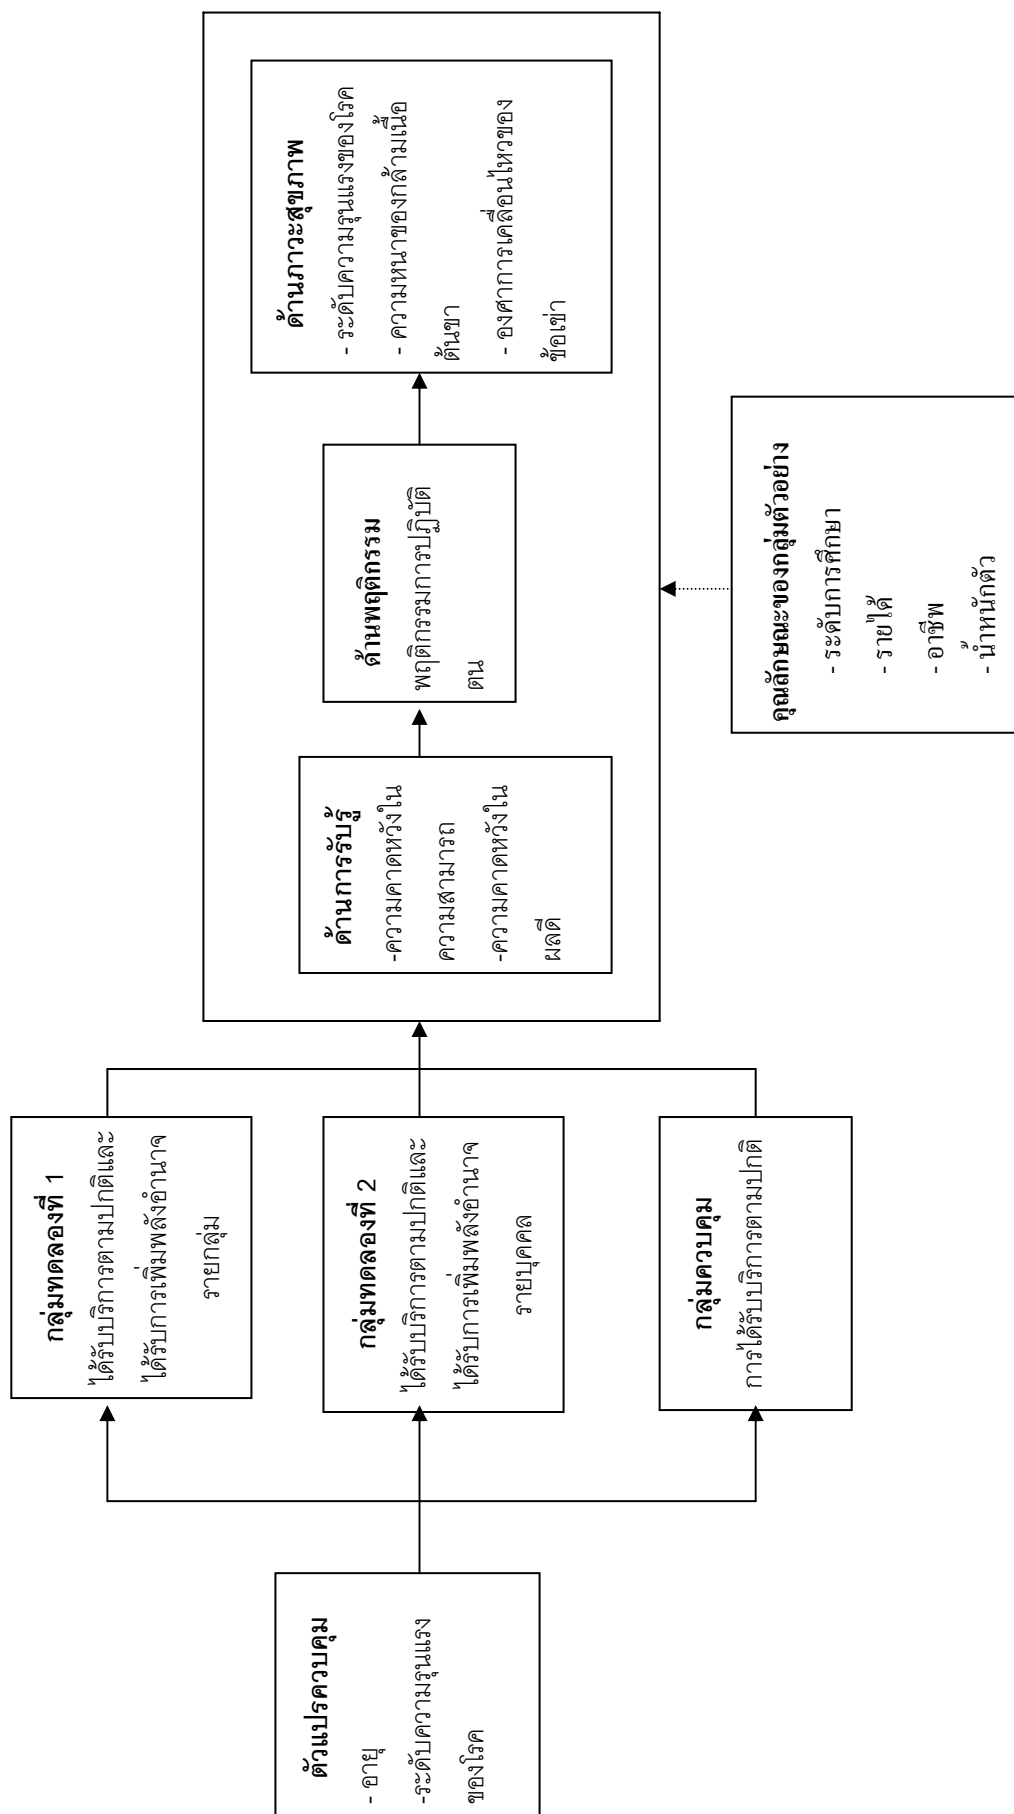 ตัวแปรควบคุม
- อายุ
-ระดับความรุนแรง
ของโรค
กลุ่มทดลองที่ 1
ได้รับบริการตามปกติและ
ได้รับการเพิ่มพลังอำนาจ
รายกลุ่ม
กลุ่มทดลองที่ 2
ได้รับบริการตามปกติและ
ได้รับการเพิ่มพลังอำนาจ
รายบุคคล
กลุ่มควบคุม
การได้รับบริการตามปกติ
ด้านการรับรู้
-ความคาดหวังใน
ความสามารถ
-ความคาดหวังใน
ผลดี
ด้านพฤติกรรม
พฤติกรรมการปฏิบัติ
ตน
ด้านภาวะสุขภาพ
- ระดับความรุนแรงของโรค
- ความหนาของกล้ามเนื้อ
ต้นขา
- องศาการเคลื่อนไหวของ
ข้อเข่า
คุณลักษณะของกลุ่มตัวอย่าง
- ระดับการศึกษา
- รายได้
- อาชีพ
- น้ำหนักตัว